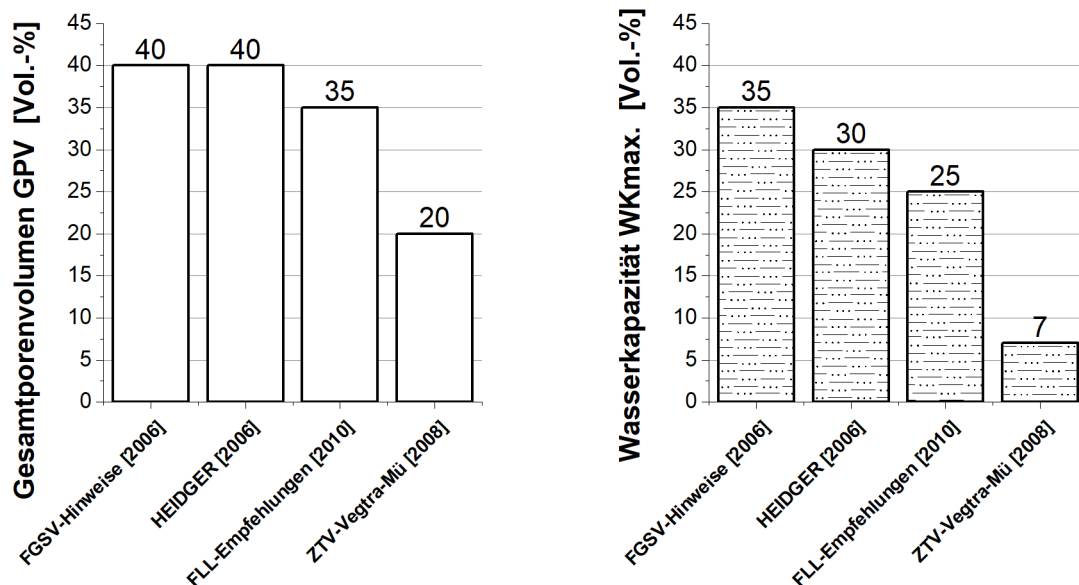 Gesamtporenvolumen GPV [Vol.-%]
45
40
35
30
25
20
15
10
5
0
40
40
35
20
FGSV-Hinweise [2006]
HEIDGER [2006]
FLL-Empfehlungen [2010]
ZTV-Vegtra-Mü [2008]
Wasserkapazität WKmax. [Vol.-%]
45
40
35
30
25
20
15
10
5
0
35
30
25
7
FGSV-Hinweise [2006]
HEIDGER [2006]
FLL-Empfehlungen [2010]
ZTV-Vegtra-Mü [2008]